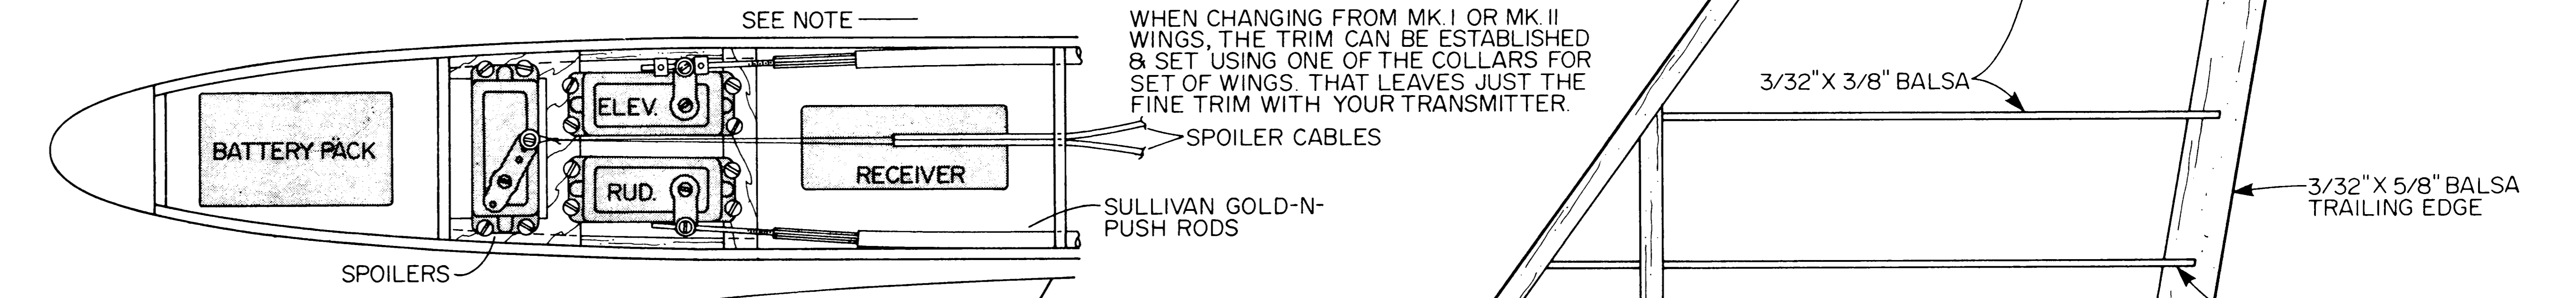 SEE NOTE
WHEN CHANGING FROM MK. I OR MK. II
WINGS, THE TRIM CAN BE ESTABLISHED
& SET USING ONE OF THE COLLARS FOR
SET OF WINGS. THAT LEAVES JUST THE
FINE TRIM WITH YOUR TRANSMITTER.
BATTERY PACK
ELEV.
RUD.
RECEIVER
SPOILER CABLES
SULLIVAN GOLD-N-
PUSH RODS
SPOILERS
3/32" X 3/8" BALSA
3/32" X 5/8" BALSA
TRAILING EDGE